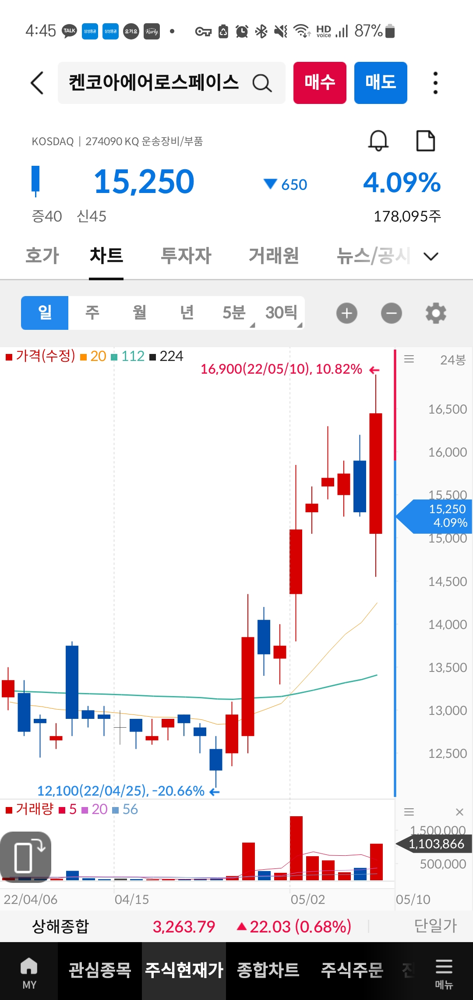 4:45 TALK 삼성증권 삼성증권 요기요 Kurly. HD voice 87%
켄코아에어로스페이스 매수 매도
KOSDAQ | 274090 KQ 운송장비/부품
15,250 ▼650 4.09%
증40 신45 178,095주
호가 차트 투자자 거래원 뉴스/공시
일 주 월 년 5분 30틱
가격(수정) 20 112 224 24봉
16,900(22/05/10), 10.82%
16,500
16,000
15,500
15,250
4.09%
15,000
14,500
14,000
13,500
13,000
12,500
12,100(22/04/25), -20.66%
거래량 5 20 56
1,500,000
1,103,866
500,000
22/04/06 04/15 05/02 05/10
상해종합 3,263.79 ▲22.03 (0.68%) 단일가
MY 관심종목 주식현재가 종합차트 주식주문 메뉴